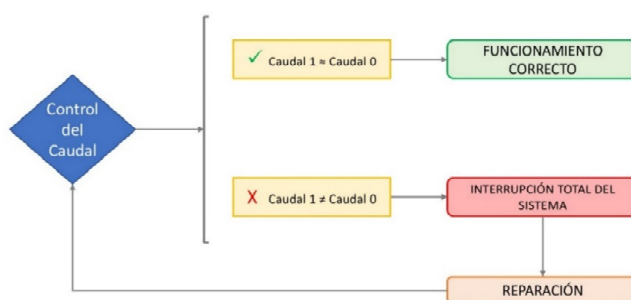 Control
del
Caudal
✓ Caudal 1 ≈ Caudal 0
FUNCIONAMIENTO
CORRECTO
X Caudal 1 ≠ Caudal 0
INTERRUPCIÓN TOTAL DEL
SISTEMA
REPARACIÓN